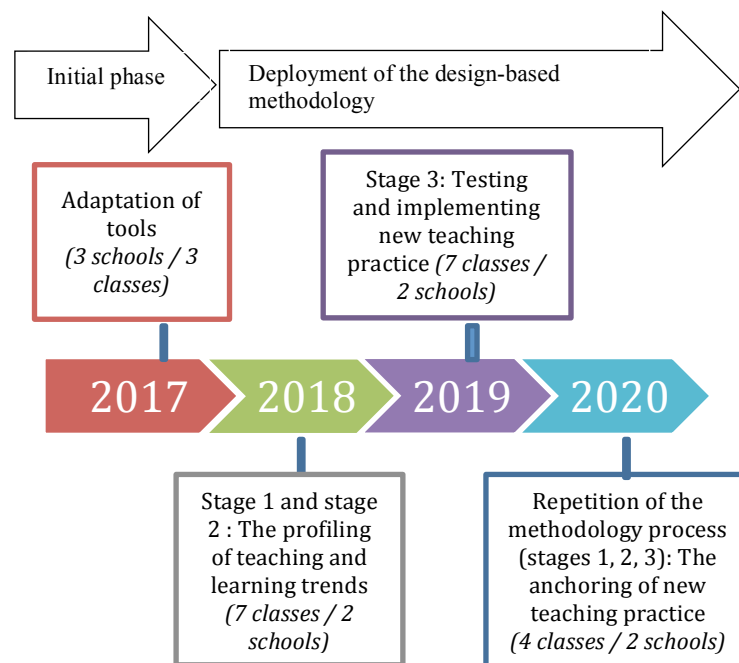 Initial phase
Deployment of the design-based
methodology
Adaptation of
tools
(3 schools / 3
classes)
Stage 3: Testing
and implementing
new teaching
practice (7 classes /
2 schools)
2017
2018
2019
2020
Stage 1 and stage
2 : The profiling
of teaching and
learning trends
(7 classes / 2
schools)
Repetition of the
methodology process
(stages 1, 2, 3): The
anchoring of new
teaching practice
(4 classes / 2 schools)